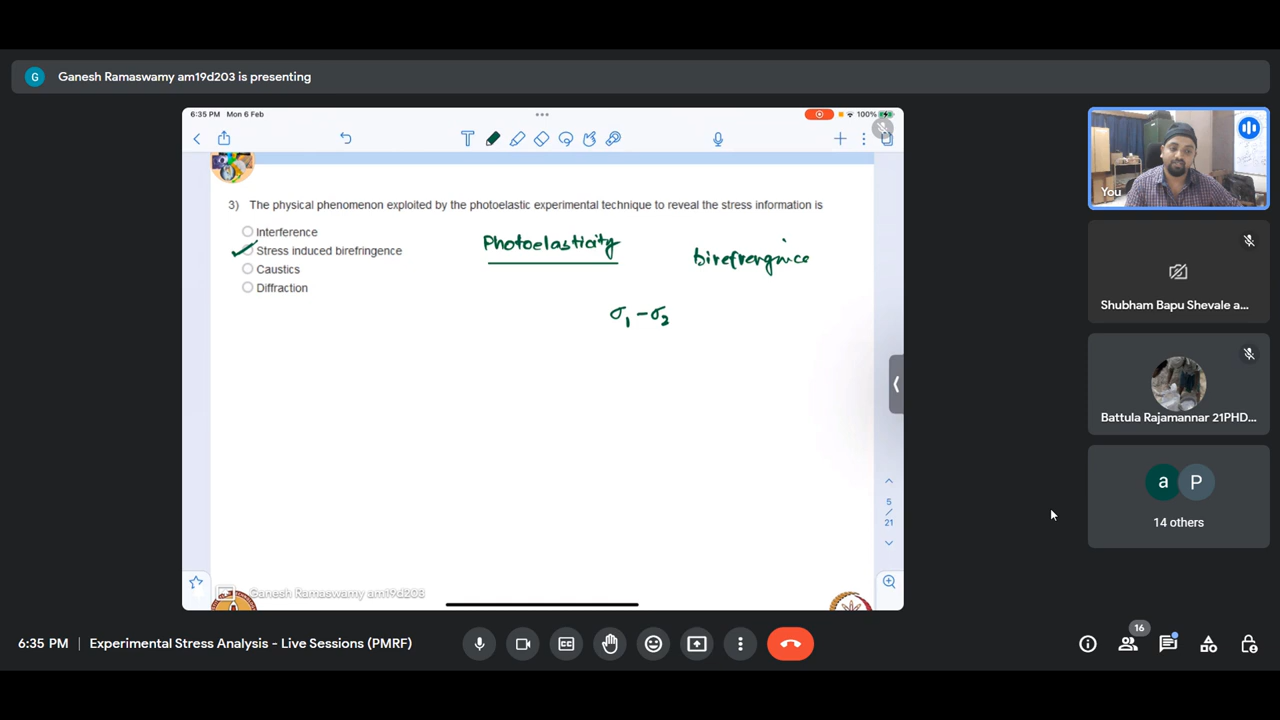 G Ganesh Ramaswamy am19d203 is presenting
6:35 PM Mon 6 Feb
100%
T
3) The physical phenomenon exploited by the photoelastic experimental technique to reveal the stress information is
Interference
Stress induced birefringence
Caustics
Diffraction
Photoelasticity
birefrergnice
σ1 - σ2
5
/
21
Ganesh Ramaswamy am19d203
You
Shubham Bapu Shevale a...
Battula Rajamannar 21PHD...
a P
14 others
6:35 PM | Experimental Stress Analysis - Live Sessions (PMRF)
CC
16